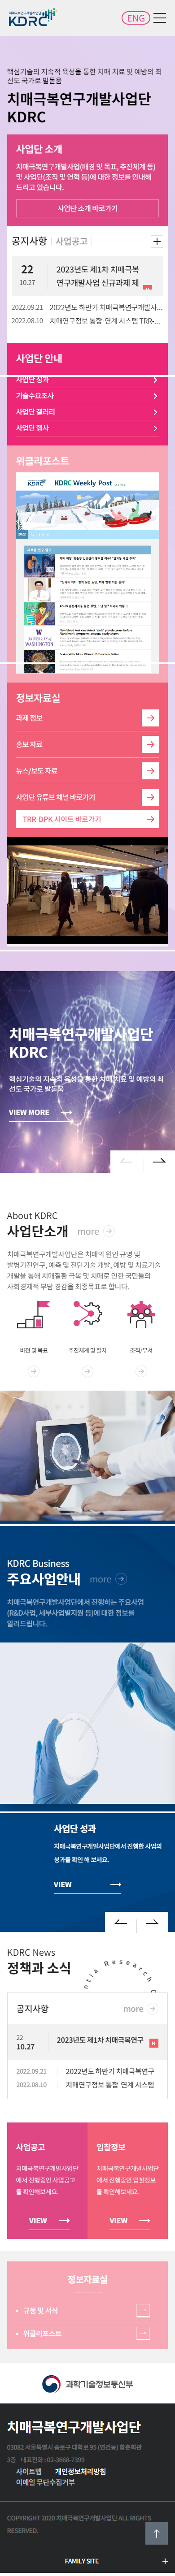 치매극복연구개발사업단
KDRC
ENG
핵심기술의 지속적 육성을 통한 치매 치료 및 예방의 최
선도 국가로 발돋움
치매극복연구개발사업단
KDRC
사업단 소개
치매극복연구개발사업(배경 및 목표, 추진체계 등)
및 사업단(조직 및 연혁 등)에 대한 정보를 안내해
드리고 있습니다.
사업단 소개 바로가기
공지사항 사업공고
22
10.27
2023년도 제1차 치매극복
연구개발사업 신규과제 제
2022.09.21 2022년도 하반기 치매극복연구개발사...
2022.08.10 치매연구정보 통합·연계 시스템 TRR-...
사업단 안내
사업단 성과
기술수요조사
사업단 갤러리
사업단 행사
위클리포스트
KDRC
KDRC Weekly Post
UNIVERSITY of
WASHINGTON
정보자료실
과제 정보
홍보 자료
뉴스/보도 자료
사업단 유튜브 채널 바로가기
TRR-DPK 사이트 바로가기
치매극복연구개발사업단
KDRC
핵심기술의 지속적 육성을 통한 치매 치료 및 예방의 최
선도 국가로 발돋움
VIEW MORE
About KDRC
사업단소개 more
치매극복연구개발사업단은 치매의 원인 규명 및
발병기전연구, 예측 및 진단기술 개발, 예방 및 치료기술
개발을 통해 치매질환 극복 및 치매로 인한 국민들의
사회경제적 부담 경감을 최종목표로 합니다.
비전 및 목표 추진체계 및 절차 조직/부서
KDRC Business
주요사업안내 more
치매극복연구개발사업단에서 진행하는 주요사업
(R&D사업, 세부사업별지원 등)에 대한 정보를
알려드립니다.
사업단 성과
치매극복연구개발사업단에서 진행한 사업의
성과를 확인 해 보세요.
VIEW
KDRC News
정책과 소식
ntia Research C
공지사항 more
22
10.27
2023년도 제1차 치매극복연구
N
2022.09.21 2022년도 하반기 치매극복연구
2022.08.10 치매연구정보 통합·연계 시스템
사업공고
치매극복연구개발사업단
에서 진행중인 사업공고
를 확인해보세요.
VIEW
입찰정보
치매극복연구개발사업단
에서 진행중인 입찰정보
를 확인해보세요.
VIEW
정보자료실
규정 및 서식
위클리포스트
과학기술정보통신부
치매극복연구개발사업단
03082 서울특별시 종로구 대학로 95 (연건동) 함춘회관
3층 대표전화 : 02-3668-7399
사이트맵 개인정보처리방침
이메일 무단수집거부
COPYRIGHT 2020 치매극복연구개발사업단 ALL RIGHTS
RESERVED.
FAMILY SITE